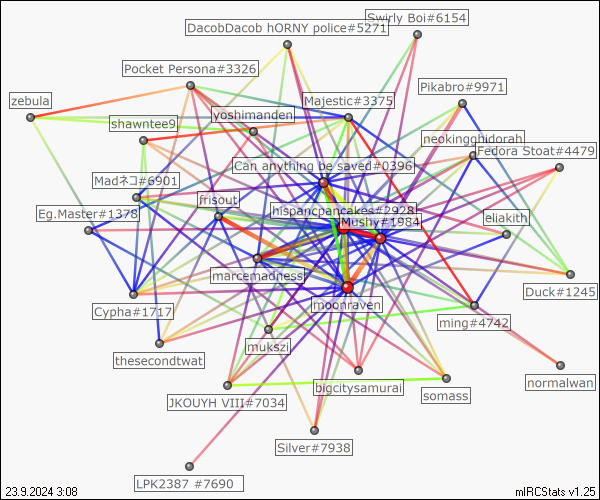 Swirly Boi#6154
DacobDacob hORNY police#5271
Pocket Persona#3326
Pikabro#9971
zebula
Majestic#3375
yoshimanden
shawntee9
neokingghidorah
Fedora Stoat#4479
Can anything be saved#0396
Madネコ#6901
frisout
hispancpancakes#2928
Eg.Master#1378
Mushy#1984
eliakith
marcemadness
Duck#1245
moonraven
Cypha#1717
ming#4742
mukszi
thesecondtwat
bigcitysamurai
normalwan
somass
JKOUYH VIII#7034
Silver#7938
LPK2387 #7690
23.9.2024 3:08
mIRCStats v1.25